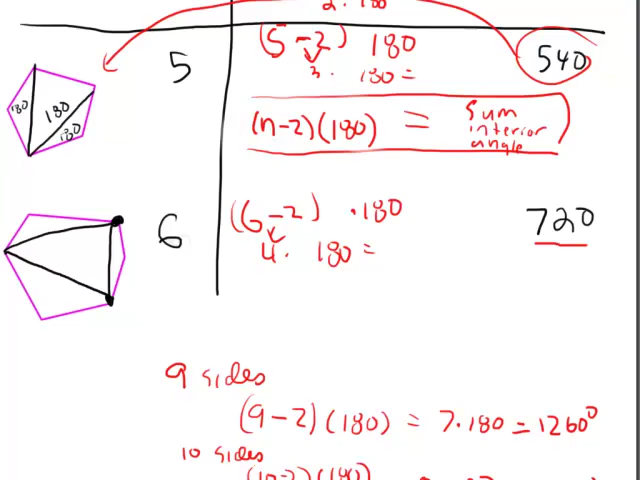 2. 180
5 (5-2) 180 540
3. 180=
180 180 180
(n-2)(180) = Sum interior angle
6 (6-2) .180 720
4. 180=
9 sides
(9-2)(180) = 7.180 = 1260°
10 sides